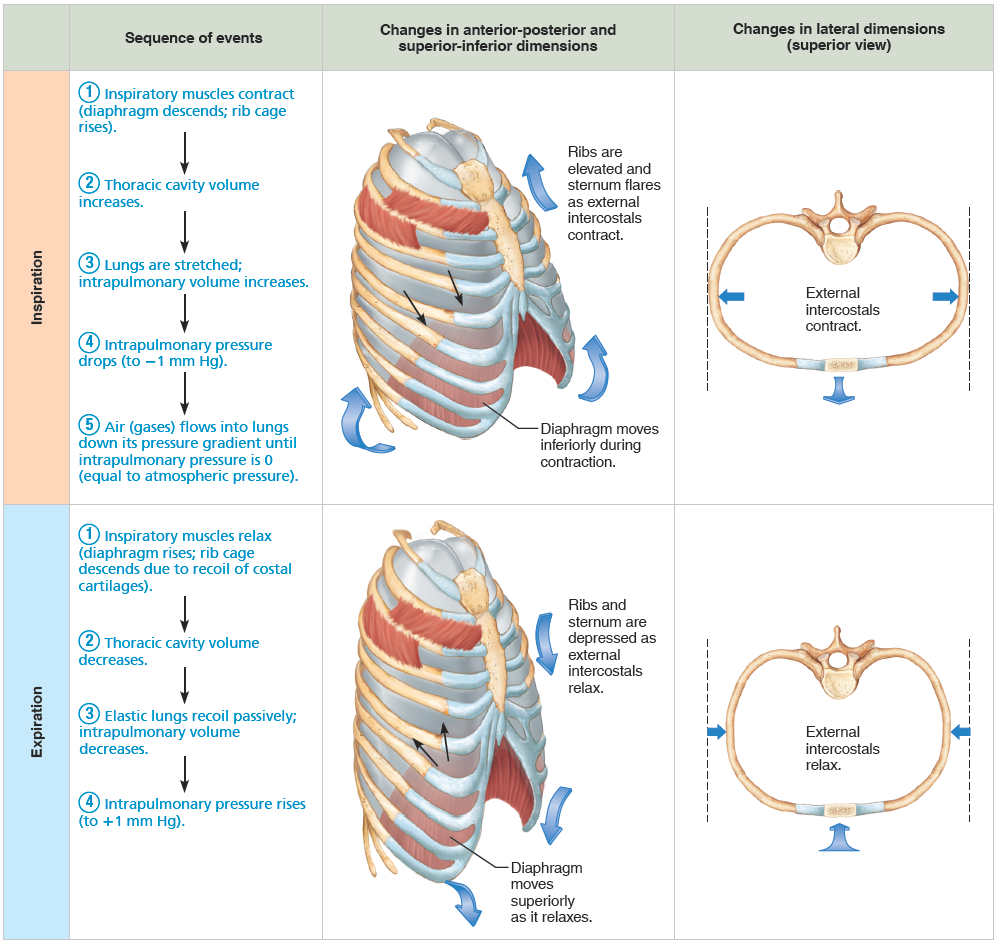 Sequence of events
Changes in anterior-posterior and
superior-inferior dimensions
Changes in lateral dimensions
(superior view)
Inspiration
1 Inspiratory muscles contract
(diaphragm descends; rib cage
rises).
2 Thoracic cavity volume
increases.
3 Lungs are stretched;
intrapulmonary volume increases.
4 Intrapulmonary pressure
drops (to −1 mm Hg).
5 Air (gases) flows into lungs
down its pressure gradient until
intrapulmonary pressure is 0
(equal to atmospheric pressure).
Ribs are
elevated and
sternum flares
as external
intercostals
contract.
Diaphragm moves
inferiorly during
contraction.
External
intercostals
contract.
Expiration
1 Inspiratory muscles relax
(diaphragm rises; rib cage
descends due to recoil of costal
cartilages).
2 Thoracic cavity volume
decreases.
3 Elastic lungs recoil passively;
intrapulmonary volume
decreases.
4 Intrapulmonary pressure rises
(to +1 mm Hg).
Ribs and
sternum are
depressed as
external
intercostals
relax.
Diaphragm
moves
superiorly
as it relaxes.
External
intercostals
relax.